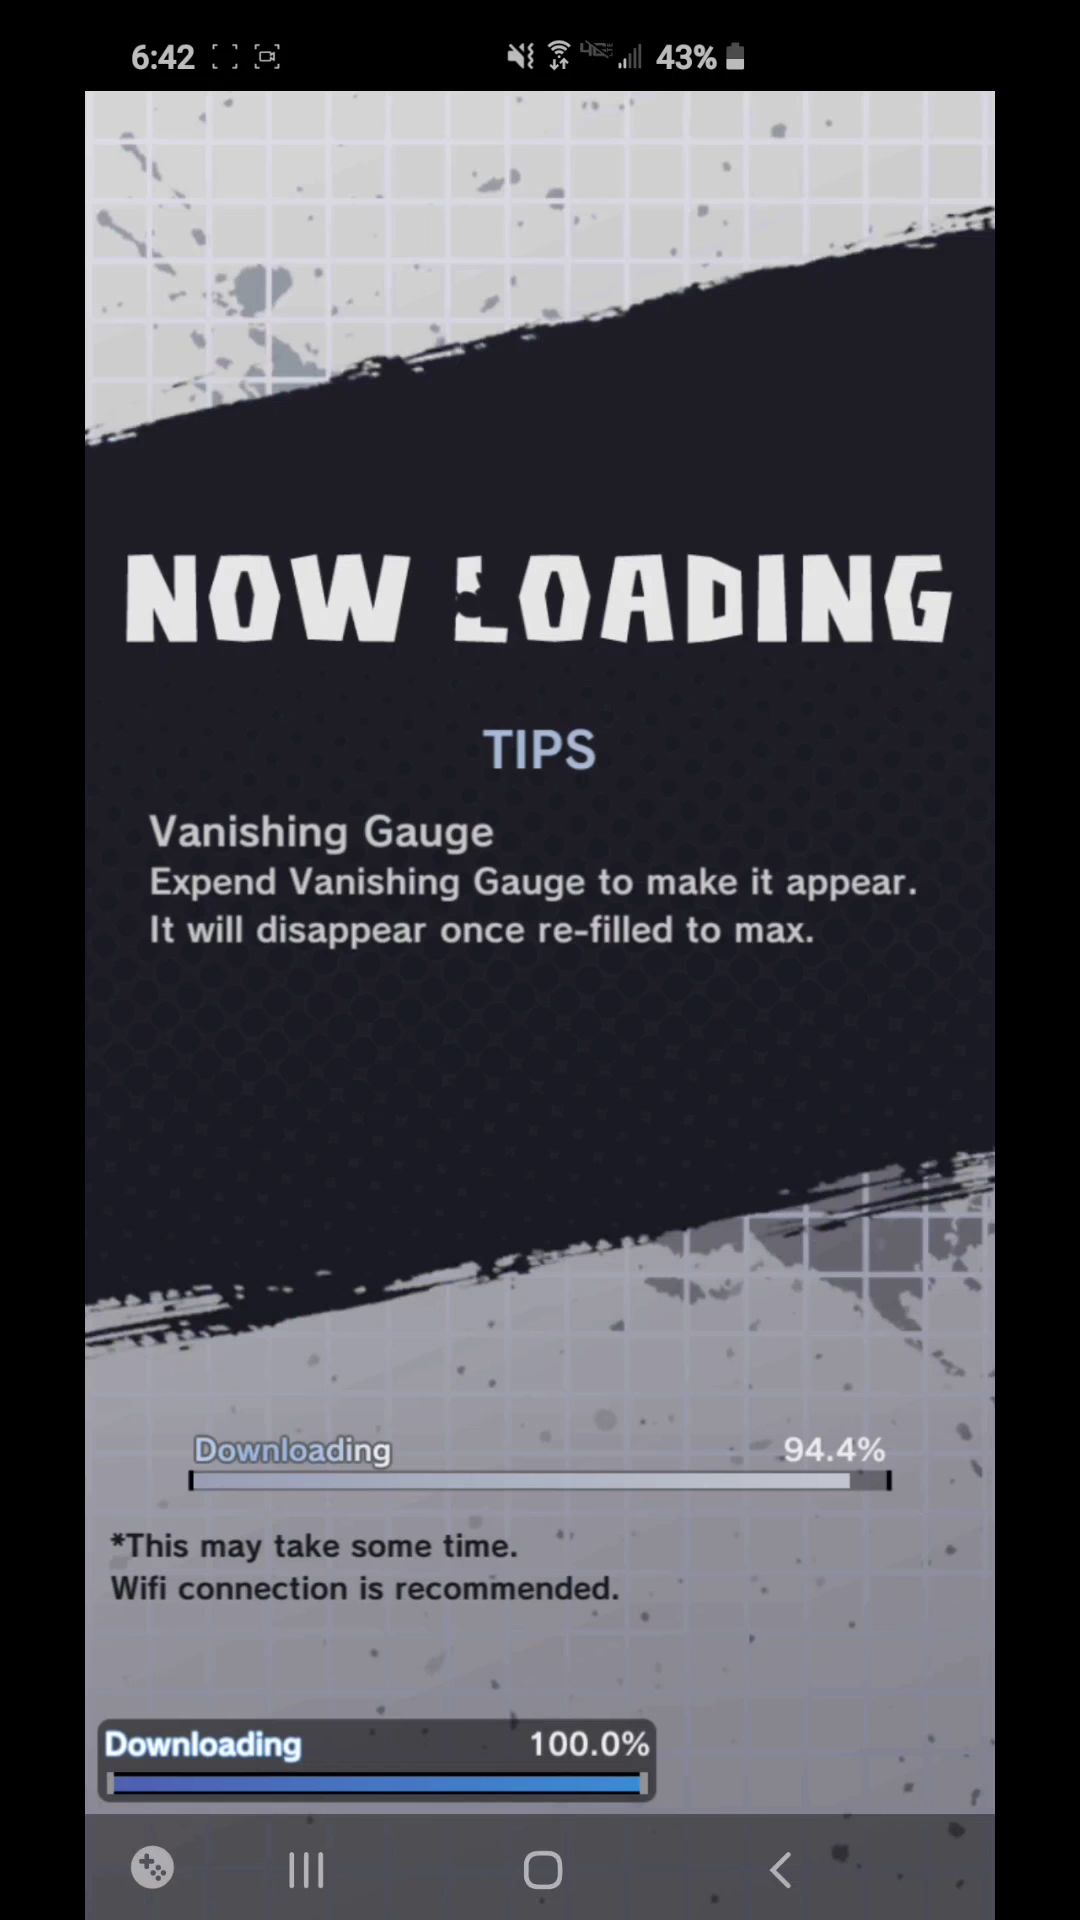 6:42 43%
NOW LOADING
TIPS
Vanishing Gauge
Expend Vanishing Gauge to make it appear.
It will disappear once re-filled to max.
Downloading 94.4%
*This may take some time.
Wifi connection is recommended.
Downloading 100.0%